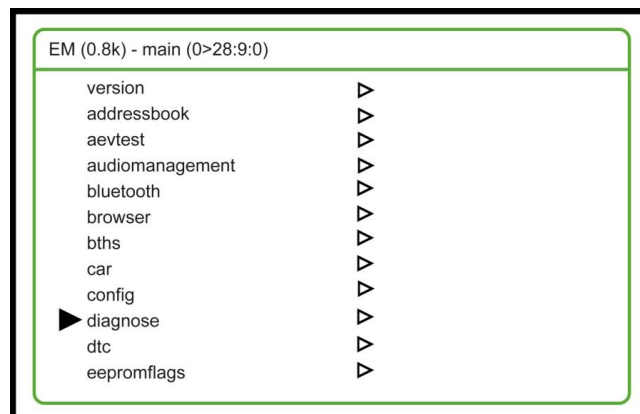 EM (0.8k) - main (0>28:9:0)
version
addressbook
aevtest
audiomanagement
bluetooth
browser
bths
car
config
diagnose
dtc
eepromflags